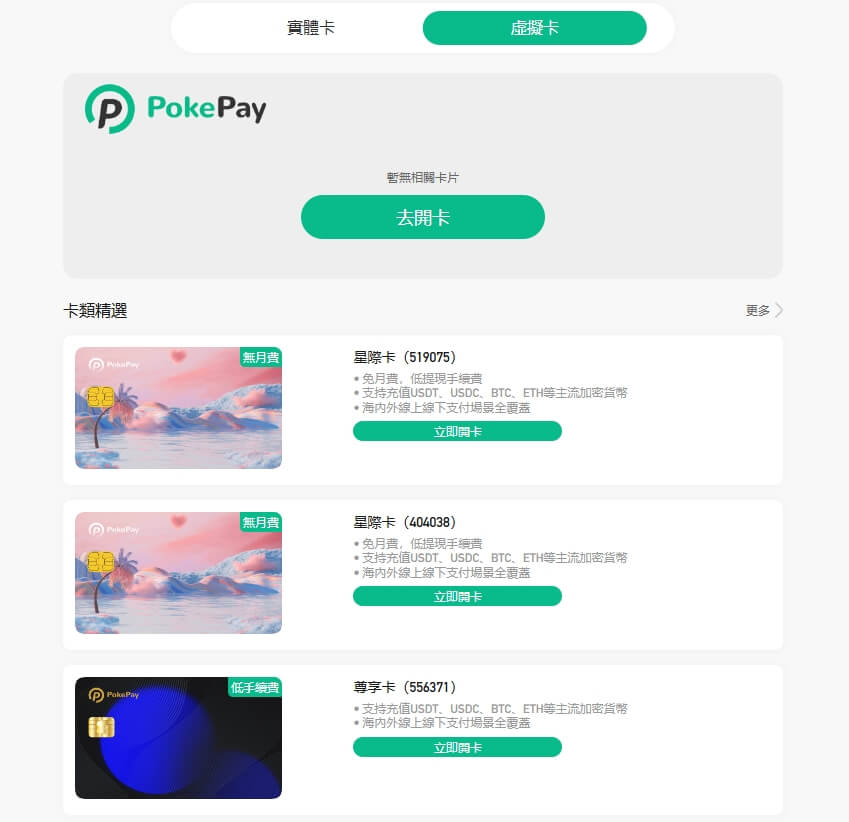 實體卡
虛擬卡
PokePay
暫無相關卡片
去開卡
卡類精選
更多
PokePay
無月費
星際卡（519075）
• 免月費，低提現手續費
• 支持充值USDT、USDC、BTC、ETH等主流加密貨幣
• 海內外線上線下支付場景全覆蓋
立即開卡
PokePay
無月費
星際卡（404038）
• 免月費，低提現手續費
• 支持充值USDT、USDC、BTC、ETH等主流加密貨幣
• 海內外線上線下支付場景全覆蓋
立即開卡
PokePay
低手續費
尊享卡（556371）
• 支持充值USDT、USDC、BTC、ETH等主流加密貨幣
• 海內外線上線下支付場景全覆蓋
立即開卡